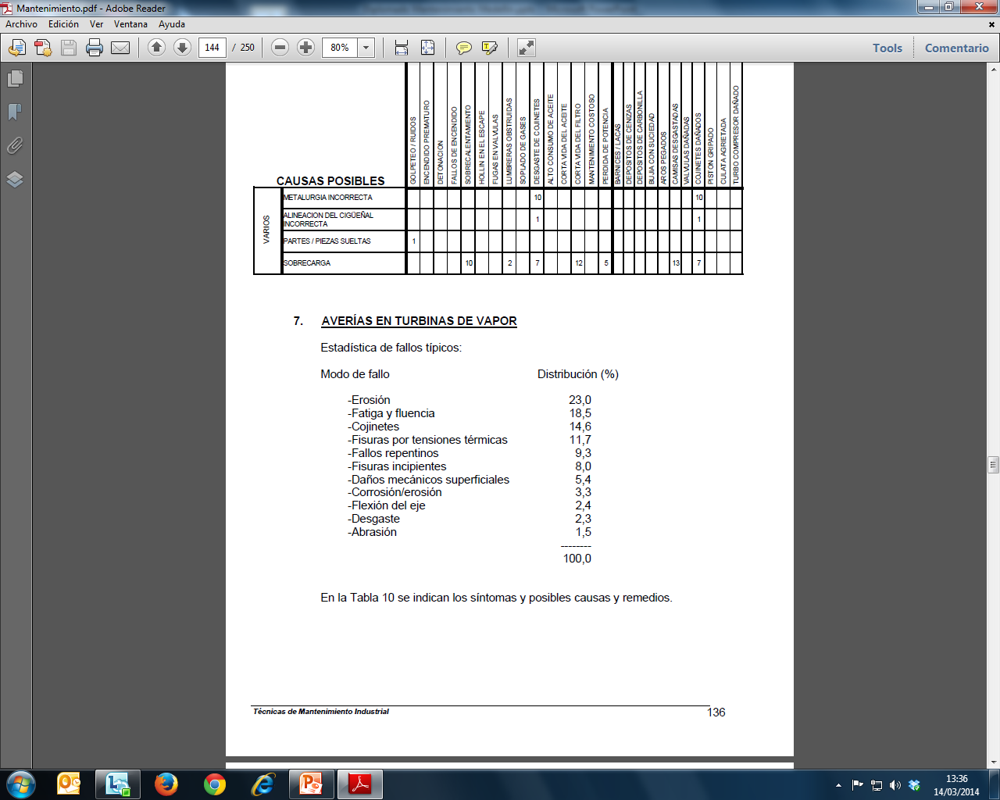 Mantenimiento.pdf - Adobe Reader
Archivo Edición Ver Ventana Ayuda
144 / 250 80% Tools Comentario
GOLPETEO / RUIDOS
ENCENDIDO PREMATURO
DETONACION
FALLOS DE ENCENDIDO
SOBRECALENTAMIENTO
HOLLIN EN EL ESCAPE
FUGAS EN VALVULAS
LUMBRERAS OBSTRUIDAS
SOPLADO DE GASES
DESGASTE DE COJINETES
ALTO CONSUMO DE ACEITE
CORTA VIDA DEL ACEITE
CORTA VIDA DEL FILTRO
MANTENIMIENTO COSTOSO
PERDIDA DE POTENCIA
BARNICES / LACAS
DEPOSITOS DE CENIZAS
DEPOSITOS DE CARBONILLA
BUJIA CON SUCIEDAD
AROS PEGADOS
CAMISAS DESGASTADAS
VALVULAS DAÑADAS
COJINETES DAÑADOS
PISTON GRIPADO
CULATA AGRIETADA
TURBO COMPRESOR DAÑADO
CAUSAS POSIBLES
VARIOS
METALURGIA INCORRECTA 10 10
ALINEACION DEL CIGÜEÑAL
INCORRECTA 1 1
PARTES / PIEZAS SUELTAS 1
SOBRECARGA 10 2 7 12 5 13 7
7. AVERÍAS EN TURBINAS DE VAPOR
Estadística de fallos típicos:
Modo de fallo Distribución (%)
-Erosión 23,0
-Fatiga y fluencia 18,5
-Cojinetes 14,6
-Fisuras por tensiones térmicas 11,7
-Fallos repentinos 9,3
-Fisuras incipientes 8,0
-Daños mecánicos superficiales 5,4
-Corrosión/erosión 3,3
-Flexión del eje 2,4
-Desgaste 2,3
-Abrasión 1,5
--------
100,0
En la Tabla 10 se indican los síntomas y posibles causas y remedios.
Técnicas de Mantenimiento Industrial 136
13:36
14/03/2014